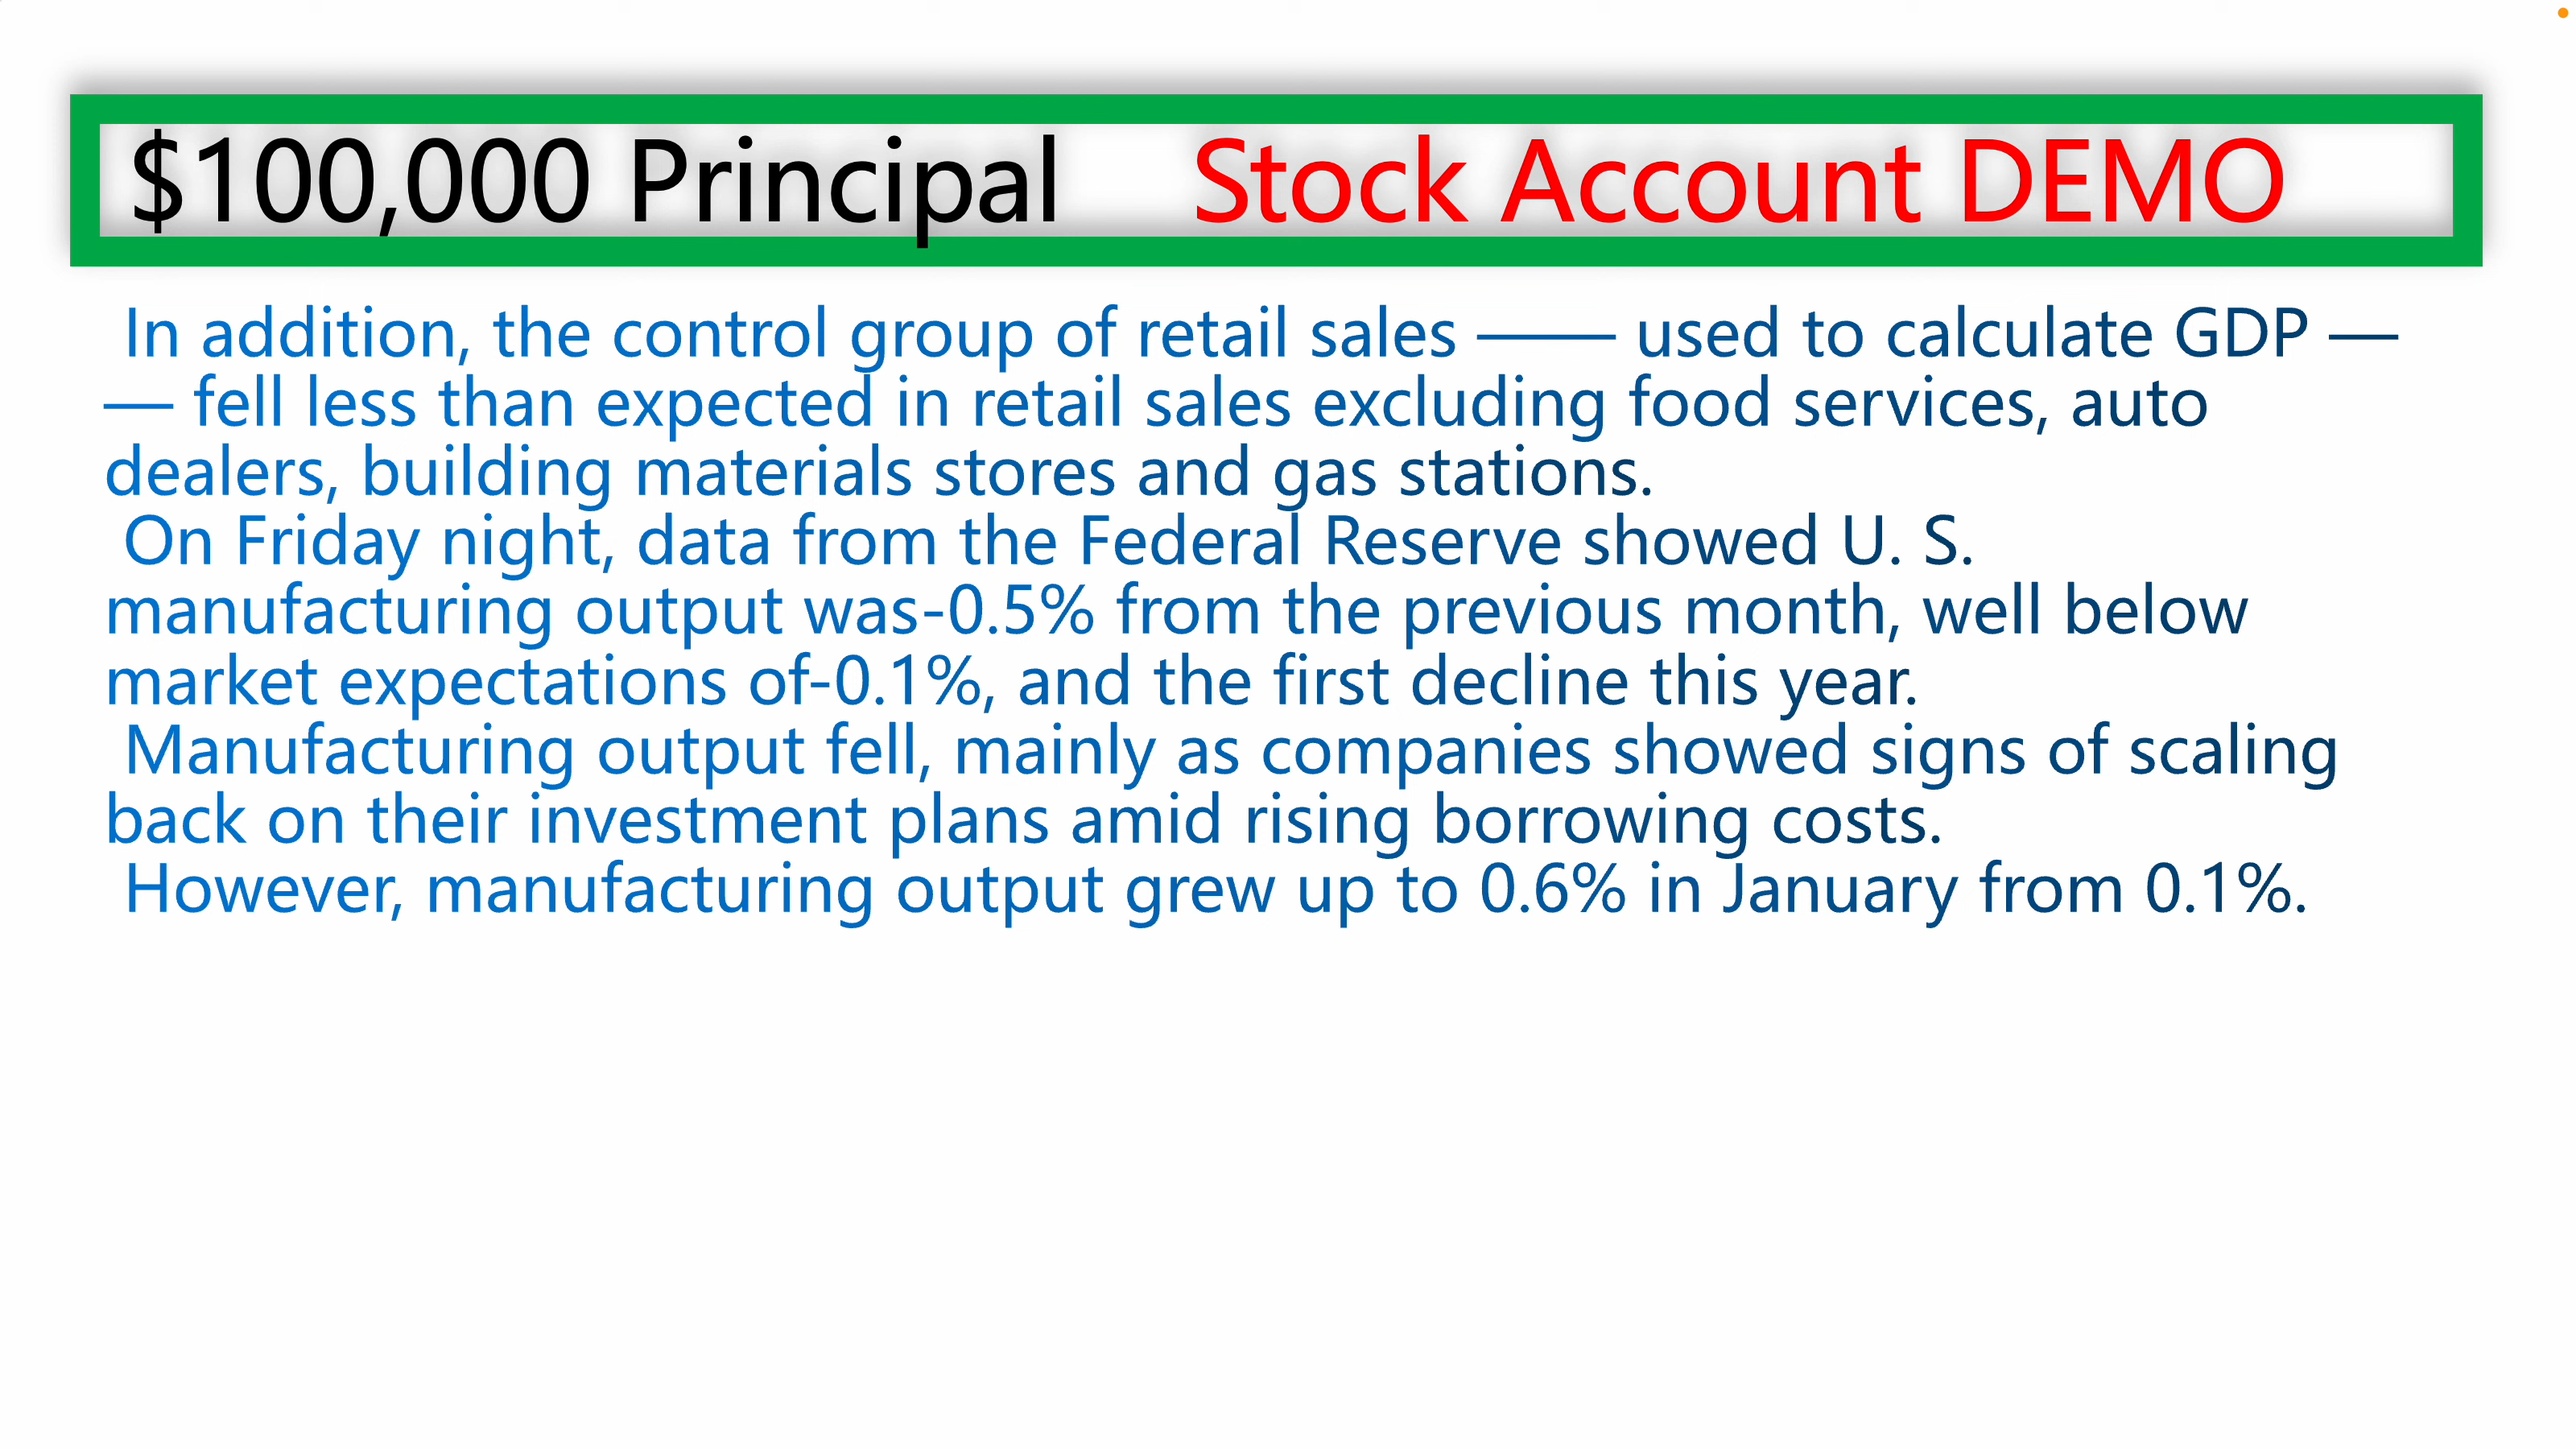 $100,000 Principal Stock Account DEMO
In addition, the control group of retail sales —— used to calculate GDP —
— fell less than expected in retail sales excluding food services, auto
dealers, building materials stores and gas stations.
On Friday night, data from the Federal Reserve showed U. S.
manufacturing output was-0.5% from the previous month, well below
market expectations of-0.1%, and the first decline this year.
Manufacturing output fell, mainly as companies showed signs of scaling
back on their investment plans amid rising borrowing costs.
However, manufacturing output grew up to 0.6% in January from 0.1%.